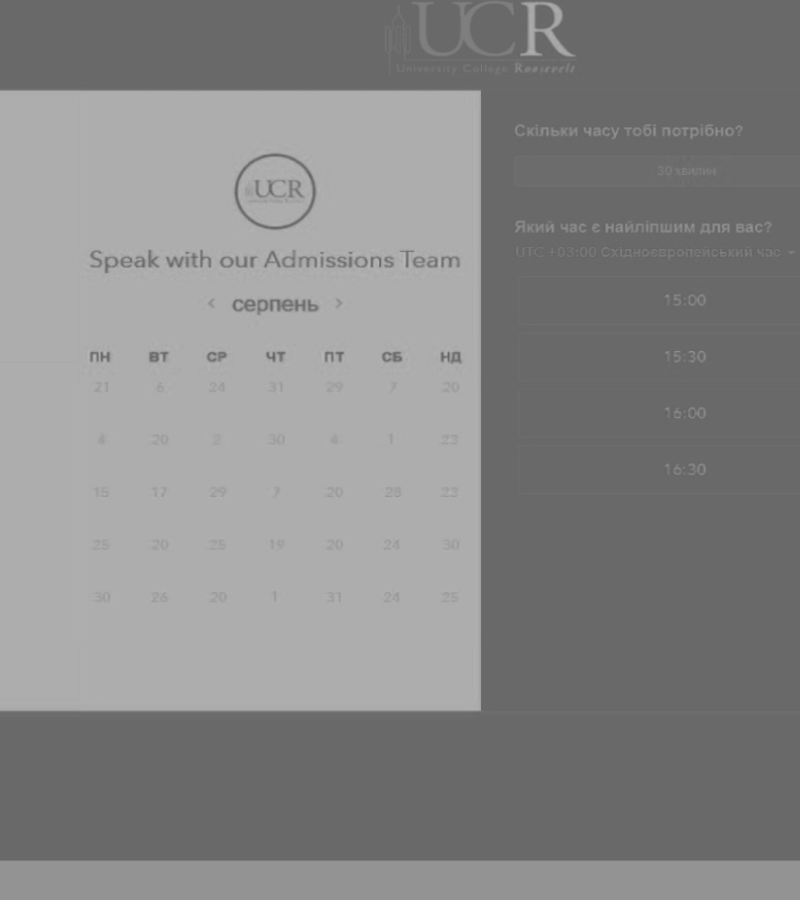 UCR
University College Roosevelt
UCR
Speak with our Admissions Team
< серпень >
ПН ВТ СР ЧТ ПТ СБ НД
21 6 24 31 29 7 20
4 20 2 30 4 1 23
15 17 29 7 20 28 23
25 20 25 19 20 24 30
30 26 20 1 31 24 25
Скільки часу тобі потрібно?
30 хвилин
Який час є найліпшим для вас?
UTC +03:00 Східноєвропейський час
15:00
15:30
16:00
16:30